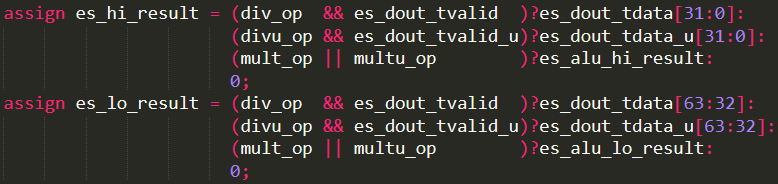 assign es_hi_result = (div_op  && es_dout_tvalid  )?es_dout_tdata[31:0]:
                      (divu_op && es_dout_tvalid_u)?es_dout_tdata_u[31:0]:
                      (mult_op || multu_op        )?es_alu_hi_result:
                      0;
assign es_lo_result = (div_op  && es_dout_tvalid  )?es_dout_tdata[63:32]:
                      (divu_op && es_dout_tvalid_u)?es_dout_tdata_u[63:32]:
                      (mult_op || multu_op        )?es_alu_lo_result:
                      0;